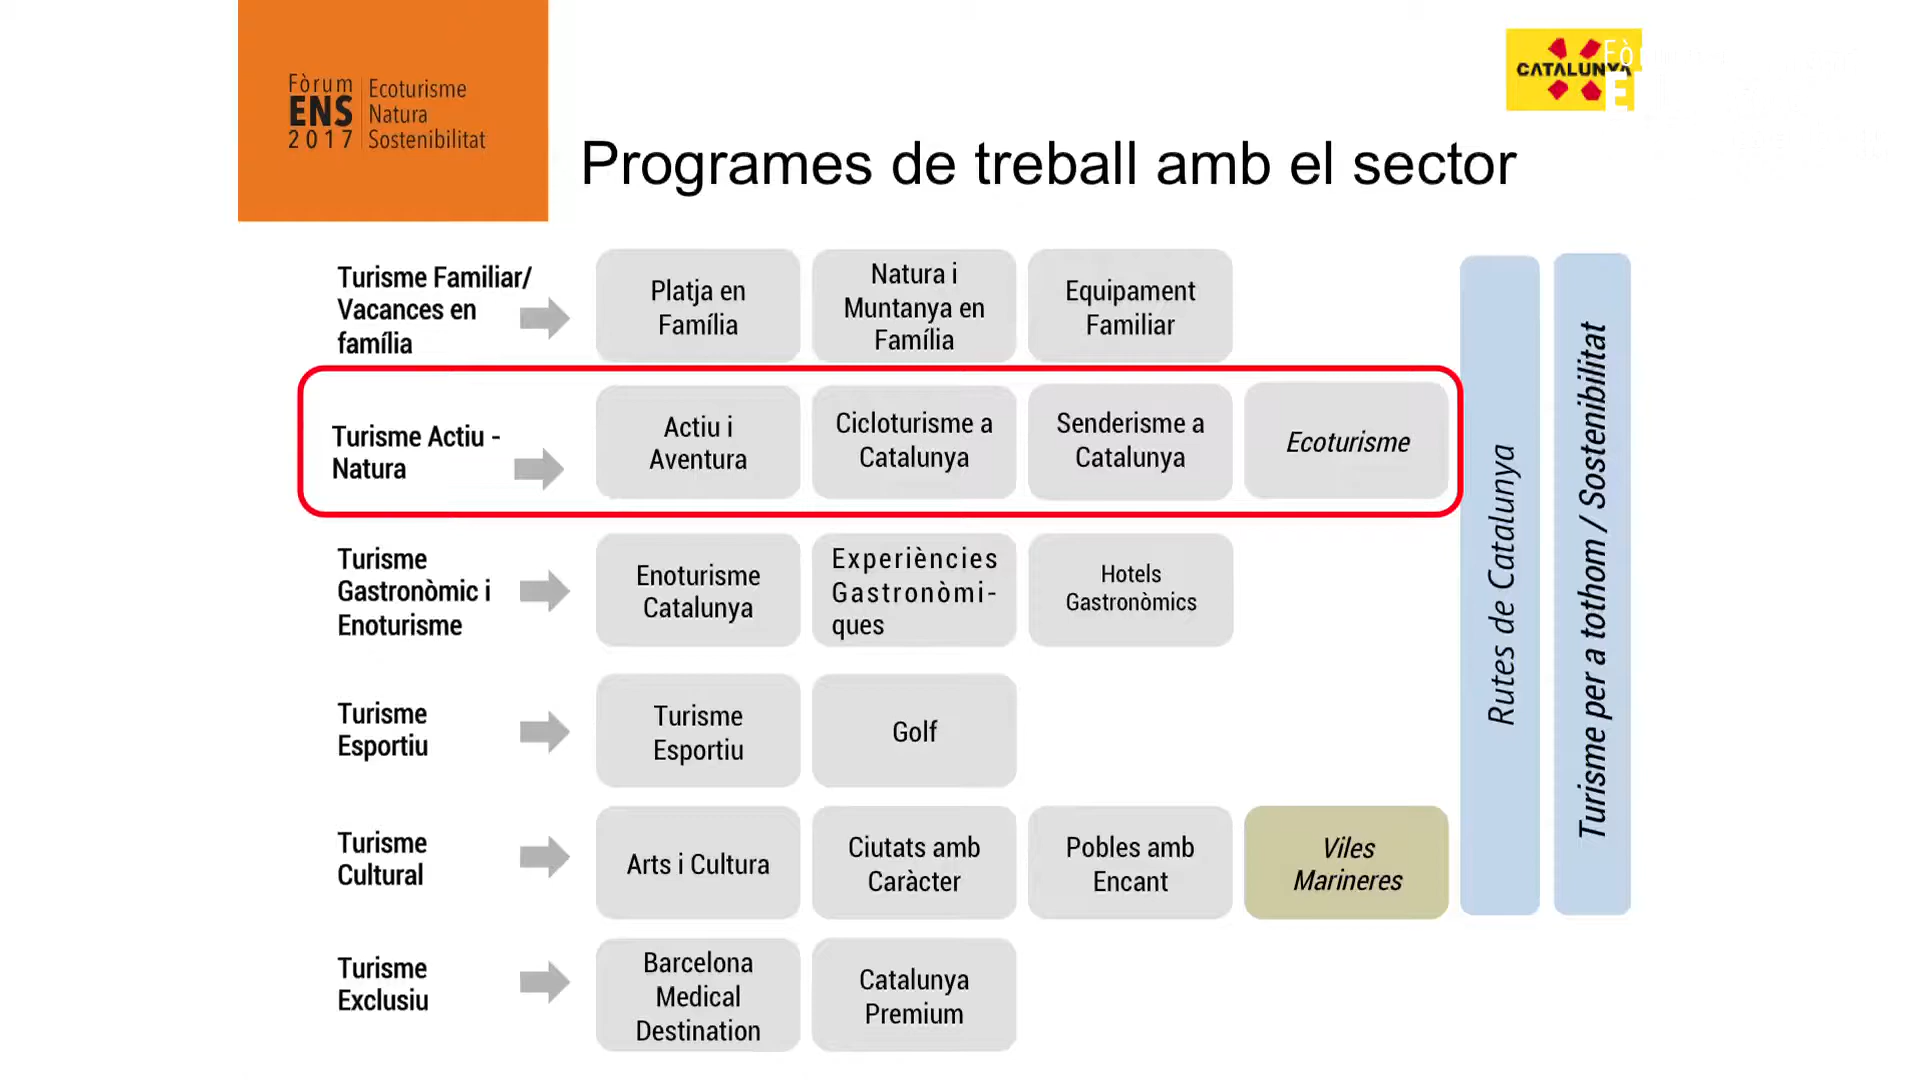 Fòrum
ENS
2017
Ecoturisme
Natura
Sostenibilitat
CATALUNYA
Programes de treball amb el sector
Turisme Familiar/
Vacances en
família
Platja en
Família
Natura i
Muntanya en
Família
Equipament
Familiar
Turisme Actiu -
Natura
Actiu i
Aventura
Cicloturisme a
Catalunya
Senderisme a
Catalunya
Ecoturisme
Turisme
Gastronòmic i
Enoturisme
Enoturisme
Catalunya
Experiències
Gastronòmi-
ques
Hotels
Gastronòmics
Turisme
Esportiu
Turisme
Esportiu
Golf
Turisme
Cultural
Arts i Cultura
Ciutats amb
Caràcter
Pobles amb
Encant
Viles
Marineres
Turisme
Exclusiu
Barcelona
Medical
Destination
Catalunya
Premium
Rutes de Catalunya
Turisme per a tothom / Sostenibilitat